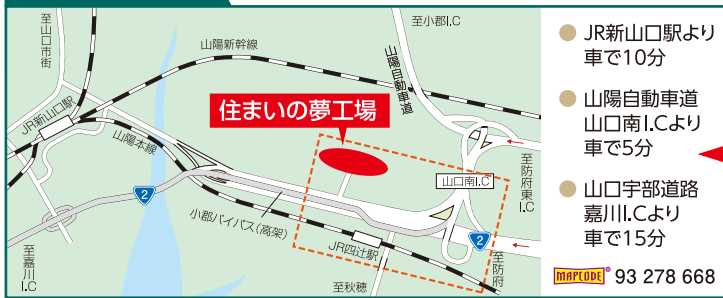 至山口市街
山陽新幹線
至小郡I.C
山陽自動車道
JR新山口駅
山陽本線
住まいの夢工場
山口南I.C
至防府東I.C
2
小郡バイパス(高架)
JR四辻駅
2
至嘉川I.C
至秋穂
至防府
JR新山口駅より
車で10分
山陽自動車道
山口南I.Cより
車で5分
山口宇部道路
嘉川I.Cより
車で15分
MAPCODE® 93 278 668